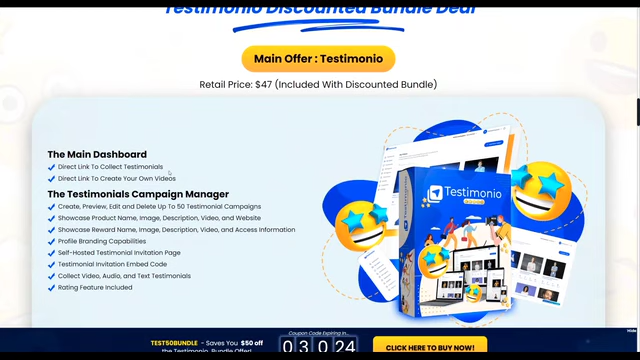 Testimonio Discounted Bundle Deal
Main Offer : Testimonio
Retail Price: $47 (Included With Discounted Bundle)
The Main Dashboard
Direct Link To Collect Testimonials
Direct Link To Create Your Own Videos
The Testimonials Campaign Manager
Create, Preview, Edit and Delete Up To 50 Testimonial Campaigns
Showcase Product Name, Image, Description, Video, and Website
Showcase Reward Name, Image, Description, Video, and Access Information
Profile Branding Capabilities
Self-Hosted Testimonial Invitation Page
Testimonial Invitation Embed Code
Collect Video, Audio, and Text Testimonials
Rating Feature Included
Testimonio
Hide
Coupon Code Expiring In...
TEST50BUNDLE - Saves You $50 off
the Testimonio Bundle Offer!
03 0 24
CLICK HERE TO BUY NOW!